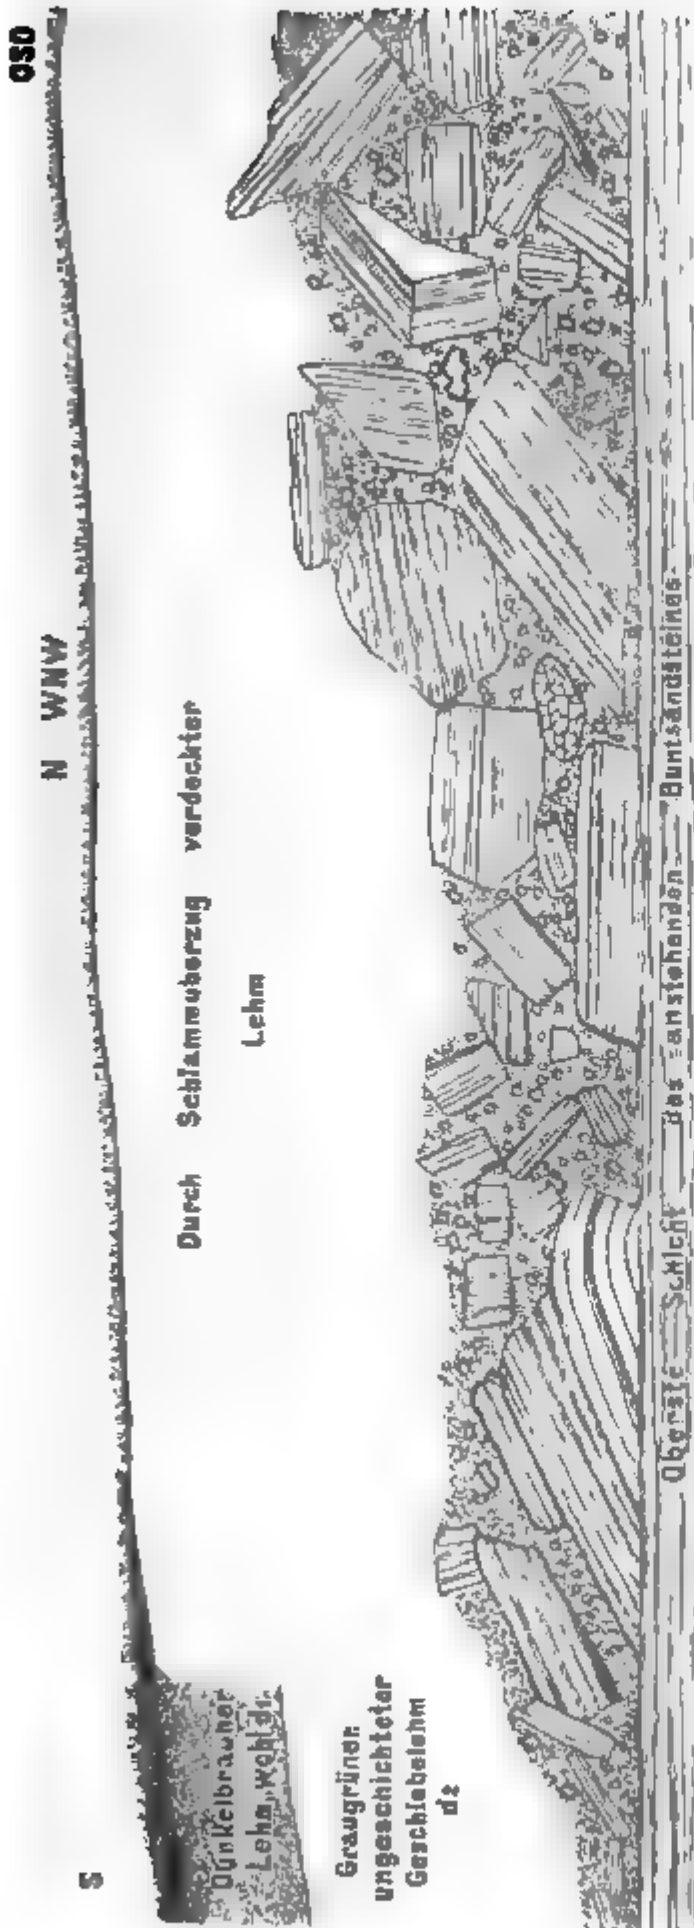 S
N WNW
OSO
Durch Schlammüberzug verdeckter
Lehm
Dunkelbrauner
Lehm, wohl d2
Graugrüner
ungeschichteter
Geschiebelehm
d2
Oberste Schicht des anstehenden Buntsandsteines.